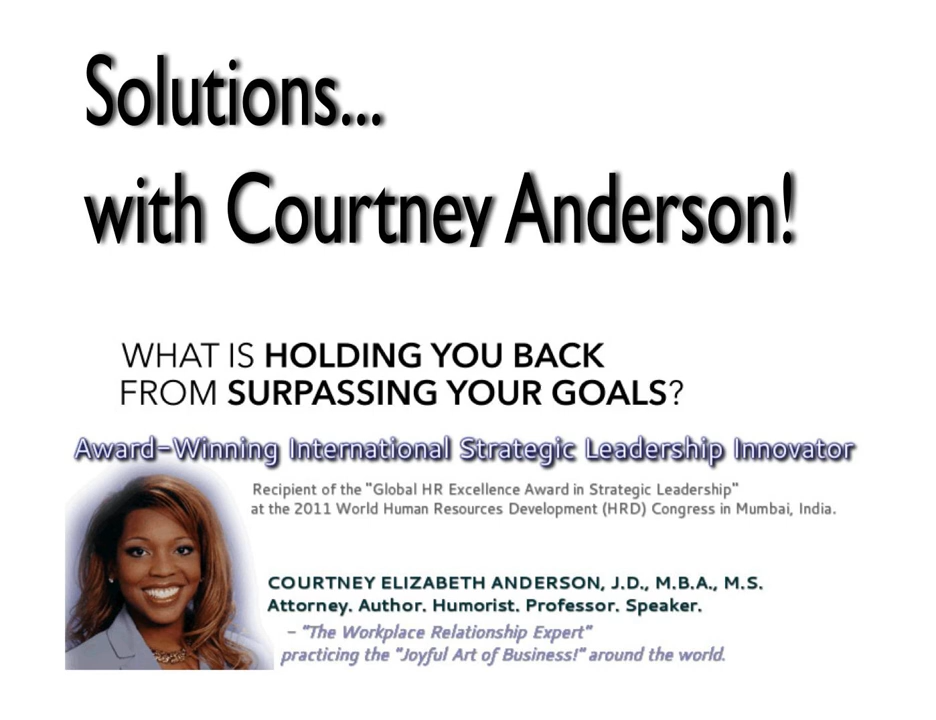 Solutions...
with Courtney Anderson!
WHAT IS HOLDING YOU BACK
FROM SURPASSING YOUR GOALS?
Award-Winning International Strategic Leadership Innovator
Recipient of the "Global HR Excellence Award in Strategic Leadership"
at the 2011 World Human Resources Development (HRD) Congress in Mumbai, India.
COURTNEY ELIZABETH ANDERSON, J.D., M.B.A., M.S.
Attorney. Author. Humorist. Professor. Speaker.
– "The Workplace Relationship Expert"
practicing the "Joyful Art of Business!" around the world.